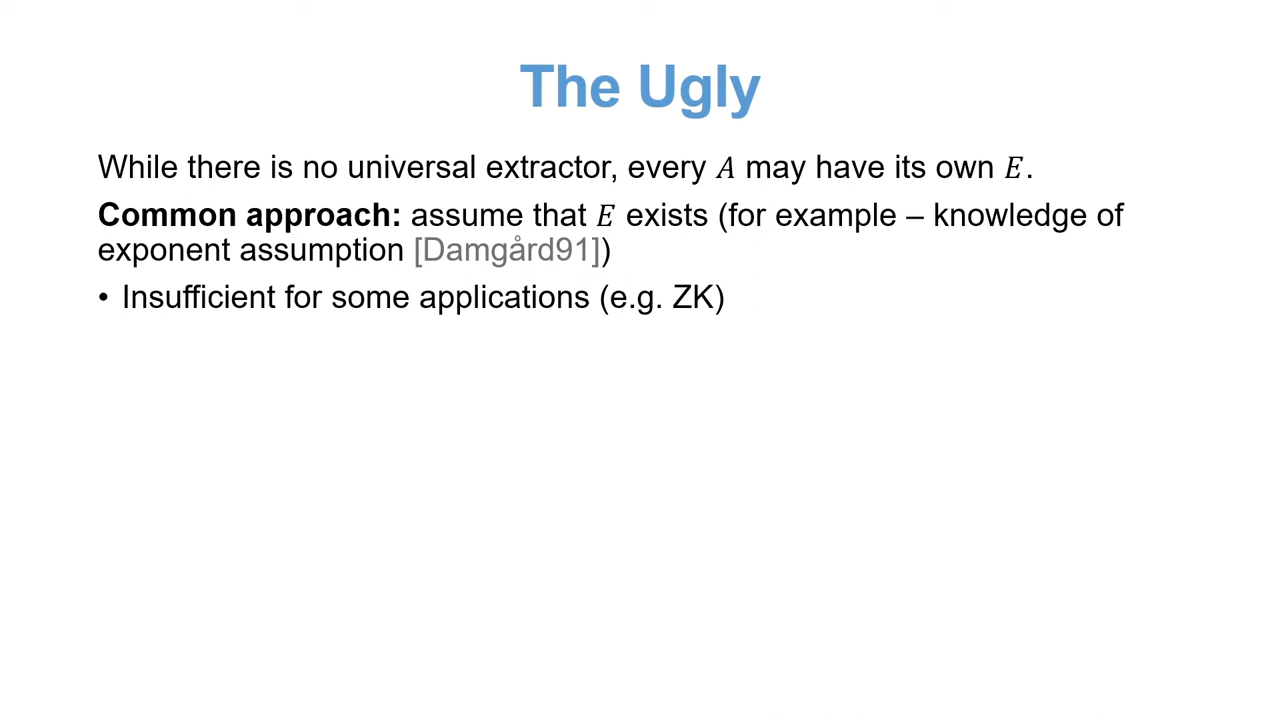 The Ugly
While there is no universal extractor, every A may have its own E.
Common approach: assume that E exists (for example – knowledge of
exponent assumption [Damgård91])
• Insufficient for some applications (e.g. ZK)